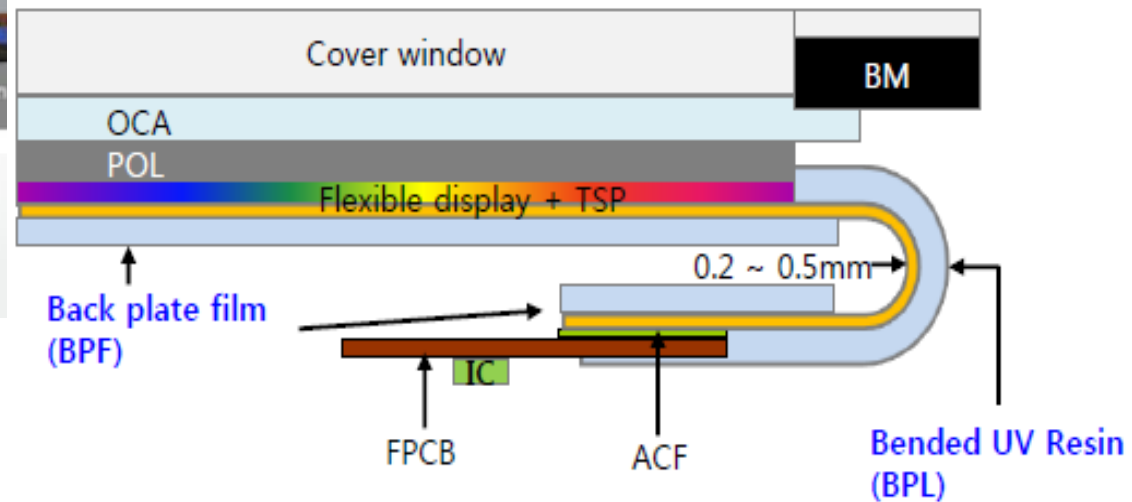 Cover window
BM
OCA
POL
Flexible display + TSP
0.2 ~ 0.5mm
Back plate film
(BPF)
IC
FPCB
ACF
Bended UV Resin
(BPL)